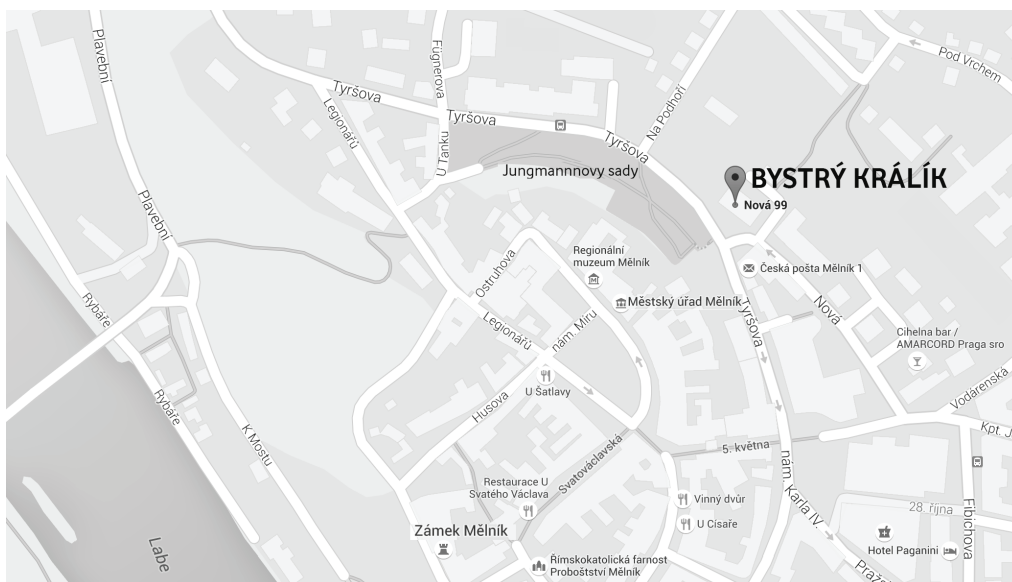 Plavební
Fügnerova
Pod Vrchem
Tyršova
Legionářů
Tyršova
Na Podhoří
Tyršova
U Tanku
Jungmannnovy sady
BYSTRÝ KRÁLÍK
Nová 99
Plavební
Regionální
muzeum Mělník
Česká pošta Mělník 1
Ostruhova
Městský úřad Mělník
Rybáře
Tyršova
Nová
Legionářů
nám. Míru
Cihelna bar /
AMARCORD Praga sro
U Šatlavy
Vodárenská
Rybáře
Husova
Kpt. J
K Mostu
5. května
Svatováclavská
nám. Karla IV.
Restaurace U
Svatého Václava
Vinný dvůr
28. října
Fibichova
U Císaře
Zámek Mělník
Hotel Paganini
Labe
Římskokatolická farnost
Proboštství Mělník
Praž